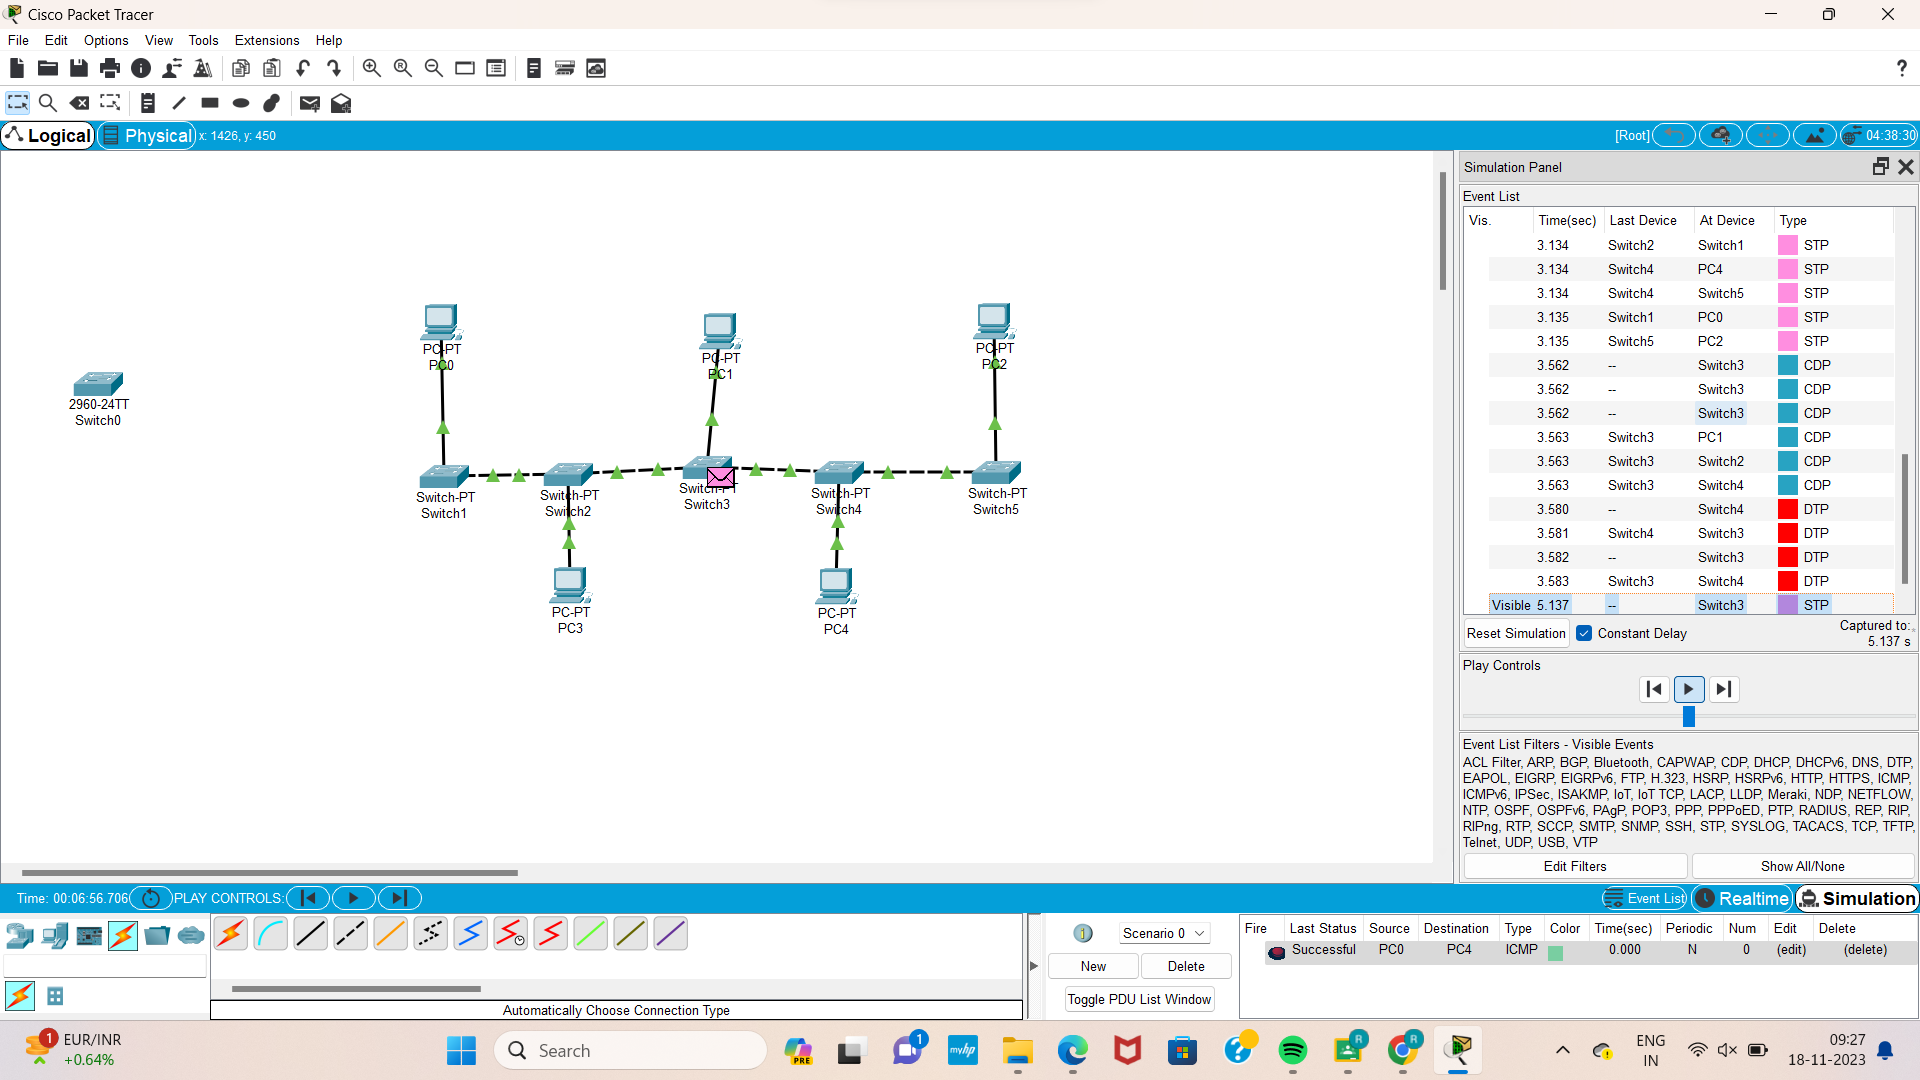 Cisco Packet Tracer
File Edit Options View Tools Extensions Help
?
Logical Physical x: 1426, y: 450 [Root] 04:38:30
PC-PT
PC0
PC-PT
PC1
PC-PT
PC2
2960-24TT
Switch0
Switch-PT
Switch1
Switch-PT
Switch2
Switch-PT
Switch3
Switch-PT
Switch4
Switch-PT
Switch5
PC-PT
PC3
PC-PT
PC4
Simulation Panel
Event List
Vis. Time(sec) Last Device At Device Type
3.134 Switch2 Switch1 STP
3.134 Switch4 PC4 STP
3.134 Switch4 Switch5 STP
3.135 Switch1 PC0 STP
3.135 Switch5 PC2 STP
3.562 -- Switch3 CDP
3.562 -- Switch3 CDP
3.562 -- Switch3 CDP
3.563 Switch3 PC1 CDP
3.563 Switch3 Switch2 CDP
3.563 Switch3 Switch4 CDP
3.580 -- Switch4 DTP
3.581 Switch4 Switch3 DTP
3.582 -- Switch3 DTP
3.583 Switch3 Switch4 DTP
Visible 5.137 -- Switch3 STP
Reset Simulation Constant Delay Captured to:
5.137 s
Play Controls
Event List Filters - Visible Events
ACL Filter, ARP, BGP, Bluetooth, CAPWAP, CDP, DHCP, DHCPv6, DNS, DTP,
EAPOL, EIGRP, EIGRPv6, FTP, H.323, HSRP, HSRPv6, HTTP, HTTPS, ICMP,
ICMPv6, IPSec, ISAKMP, IoT, IoT TCP, LACP, LLDP, Meraki, NDP, NETFLOW,
NTP, OSPF, OSPFv6, PAgP, POP3, PPP, PPPoED, PTP, RADIUS, REP, RIP,
RIPng, RTP, SCCP, SMTP, SNMP, SSH, STP, SYSLOG, TACACS, TCP, TFTP,
Telnet, UDP, USB, VTP
Edit Filters Show All/None
Time: 00:06:56.706 PLAY CONTROLS: Event List Realtime Simulation
Automatically Choose Connection Type
Scenario 0
New Delete
Toggle PDU List Window
Fire Last Status Source Destination Type Color Time(sec) Periodic Num Edit Delete
Successful PC0 PC4 ICMP 0.000 N 0 (edit) (delete)
1 EUR/INR
+0.64%
Search
PRE
1
myhp
R
R
ENG
IN
09:27
18-11-2023